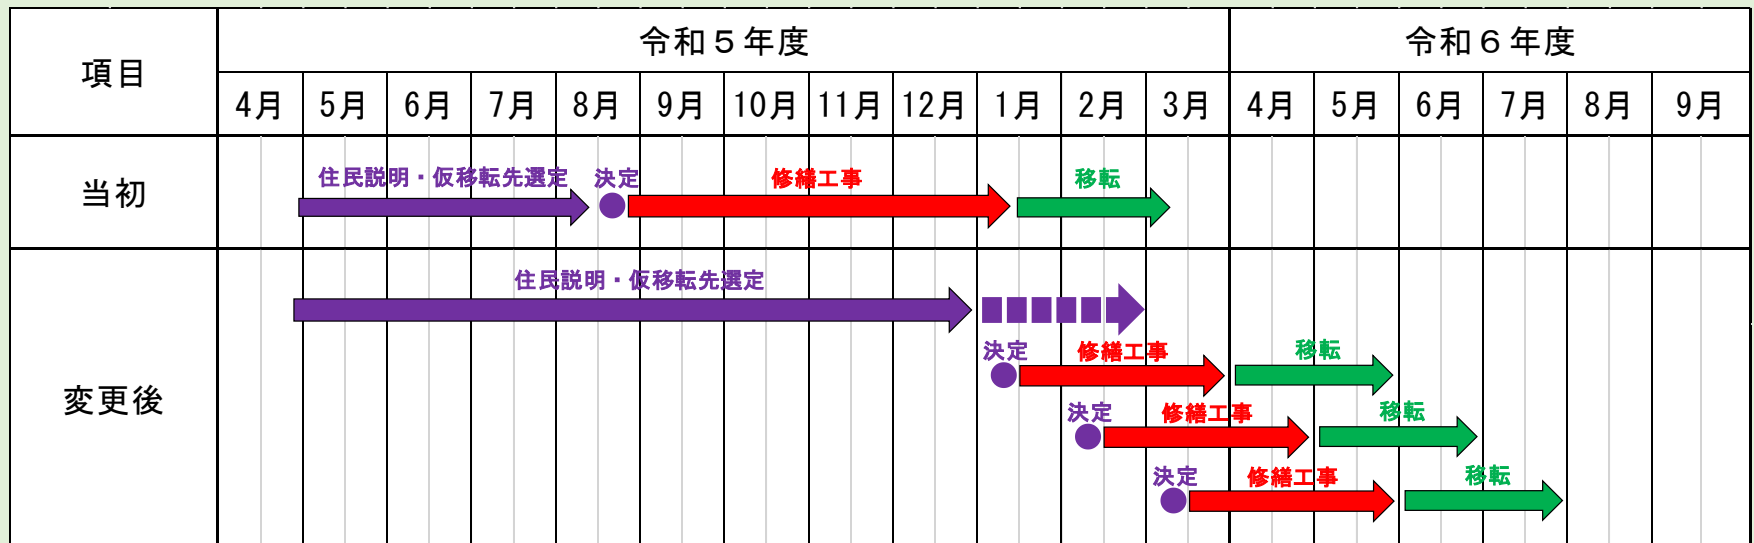 項目
令和５年度
令和６年度
4月 5月 6月 7月 8月 9月 10月 11月 12月 1月 2月 3月 4月 5月 6月 7月 8月 9月
当初
住民説明・仮移転先選定 決定 修繕工事 移転
変更後
住民説明・仮移転先選定
決定 修繕工事 移転
決定 修繕工事 移転
決定 修繕工事 移転